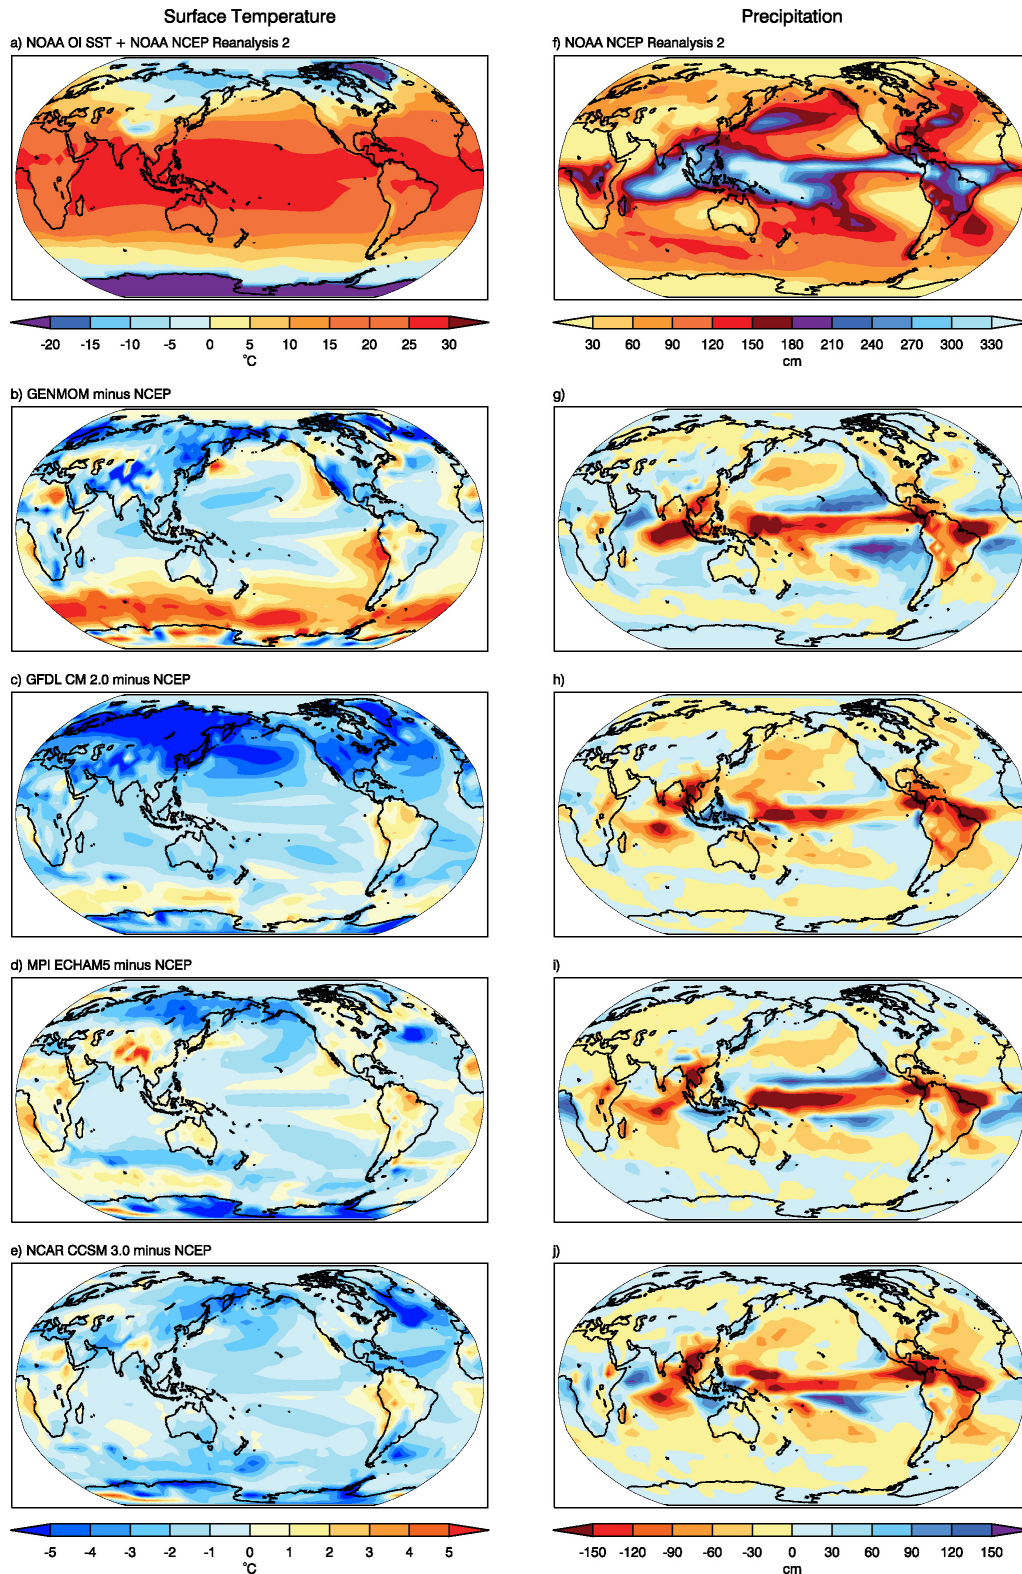 Surface Temperature
Precipitation
a) NOAA OI SST + NOAA NCEP Reanalysis 2
f) NOAA NCEP Reanalysis 2
-20 -15 -10 -5 0 5 10 15 20 25 30
°C
30 60 90 120 150 180 210 240 270 300 330
cm
b) GENMOM minus NCEP
g)
c) GFDL CM 2.0 minus NCEP
h)
d) MPI ECHAM5 minus NCEP
i)
e) NCAR CCSM 3.0 minus NCEP
j)
-5 -4 -3 -2 -1 0 1 2 3 4 5
°C
-150 -120 -90 -60 -30 0 30 60 90 120 150
cm